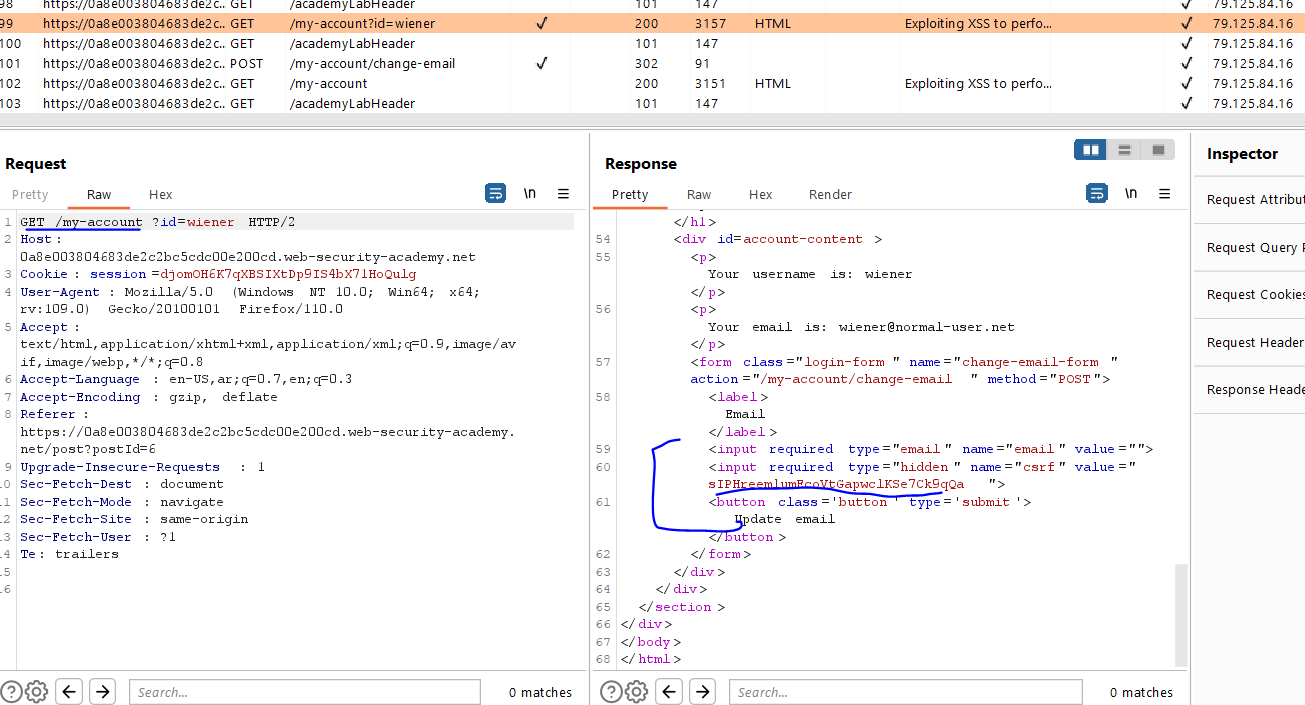 98 https://0a8e003804683de2c.. GET /academyLabHeader 101 147 ✓ 79.125.84.16
99 https://0a8e003804683de2c.. GET /my-account?id=wiener ✓ 200 3157 HTML Exploiting XSS to perfo... ✓ 79.125.84.16
100 https://0a8e003804683de2c.. GET /academyLabHeader 101 147 ✓ 79.125.84.16
101 https://0a8e003804683de2c.. POST /my-account/change-email ✓ 302 91 ✓ 79.125.84.16
102 https://0a8e003804683de2c.. GET /my-account 200 3151 HTML Exploiting XSS to perfo... ✓ 79.125.84.16
103 https://0a8e003804683de2c.. GET /academyLabHeader 101 147 ✓ 79.125.84.16
Request
Pretty Raw Hex \n
1 GET /my-account ?id=wiener HTTP/2
2 Host :
0a8e003804683de2c2bc5cdc00e200cd.web-security-academy.net
3 Cookie : session =djomOH6K7qXBSIXtDp9IS4bX71HoQulg
4 User-Agent : Mozilla/5.0 (Windows NT 10.0; Win64; x64;
rv:109.0) Gecko/20100101 Firefox/110.0
5 Accept :
text/html,application/xhtml+xml,application/xml;q=0.9,image/av
if,image/webp,*/*;q=0.8
6 Accept-Language : en-US,ar;q=0.7,en;q=0.3
7 Accept-Encoding : gzip, deflate
8 Referer :
https://0a8e003804683de2c2bc5cdc00e200cd.web-security-academy.
net/post?postId=6
9 Upgrade-Insecure-Requests : 1
0 Sec-Fetch-Dest : document
1 Sec-Fetch-Mode : navigate
2 Sec-Fetch-Site : same-origin
3 Sec-Fetch-User : ?1
4 Te: trailers
5
6
Search... 0 matches
Response
Pretty Raw Hex Render \n
</h1>
54 <div id=account-content >
55 <p>
Your username is: wiener
</p>
56 <p>
Your email is: wiener@normal-user.net
</p>
57 <form class="login-form " name="change-email-form "
action="/my-account/change-email " method="POST">
58 <label>
Email
</label>
59 <input required type="email " name="email " value="">
60 <input required type="hidden " name="csrf " value="
sIPHreemlumEcoVtGapwclKSe7Ck9qQa ">
61 <button class='button ' type='submit '>
Update email
</button>
62 </form>
63 </div>
64 </div>
65 </section >
66 </div>
67 </body>
68 </html>
Search... 0 matches
Inspector
Request Attribut
Request Query P
Request Cookies
Request Header
Response Heade